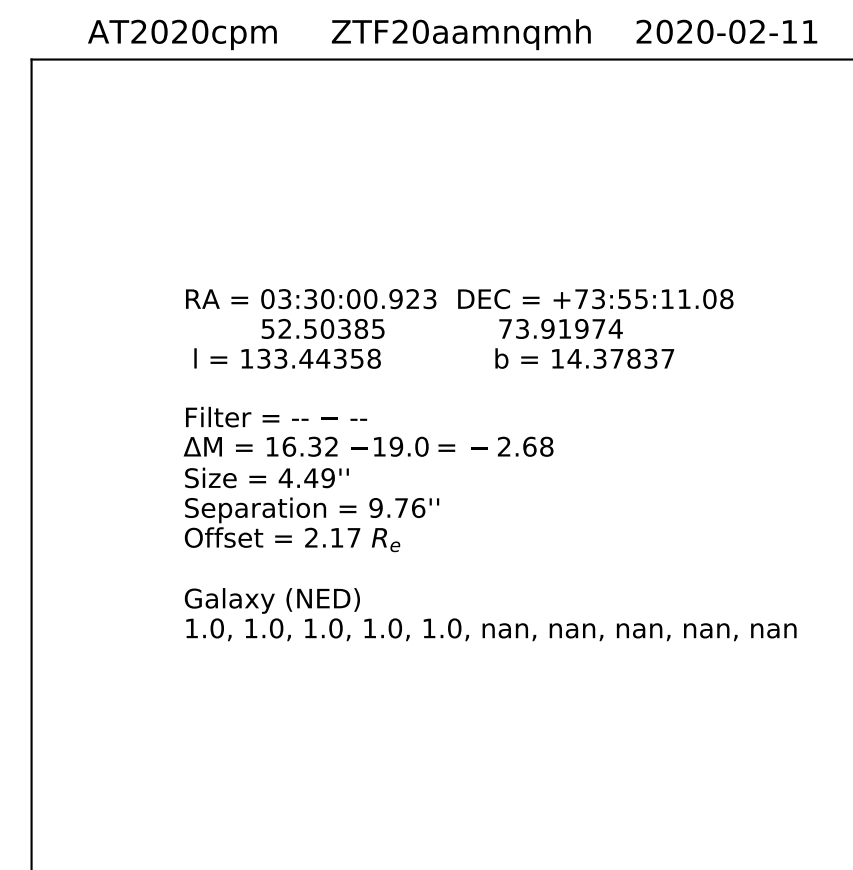 AT2020cpm ZTF20aamnqmh 2020-02-11
RA = 03:30:00.923 DEC = +73:55:11.08
52.50385 73.91974
l = 133.44358 b = 14.37837
Filter = -- − --
ΔM = 16.32 −19.0 = − 2.68
Size = 4.49''
Separation = 9.76''
Offset = 2.17 Rₑ
Galaxy (NED)
1.0, 1.0, 1.0, 1.0, 1.0, nan, nan, nan, nan, nan